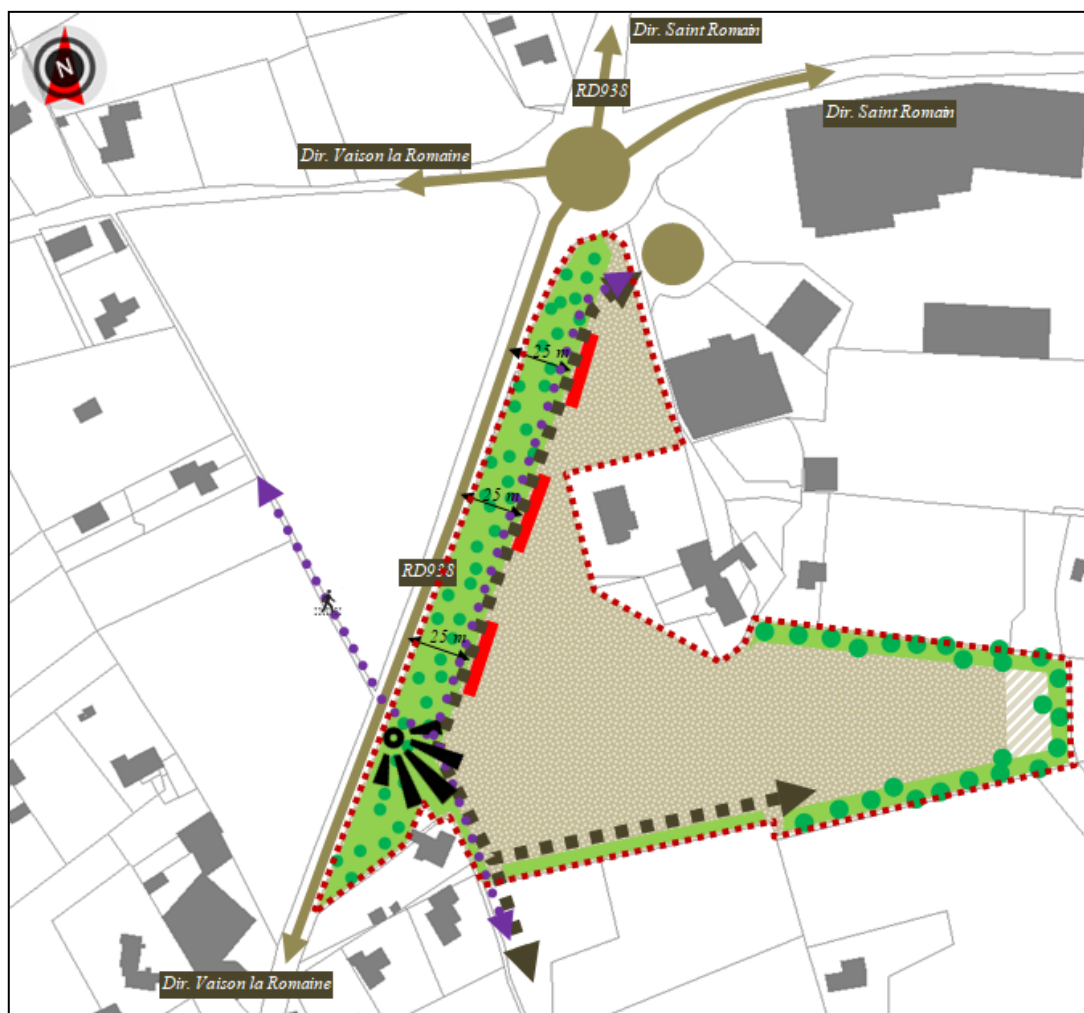 Dir. Saint Romain
N
RD938
Dir. Saint Romain
Dir. Vaison la Romaine
25 m
25 m
RD938
25 m
Dir. Vaison la Romaine